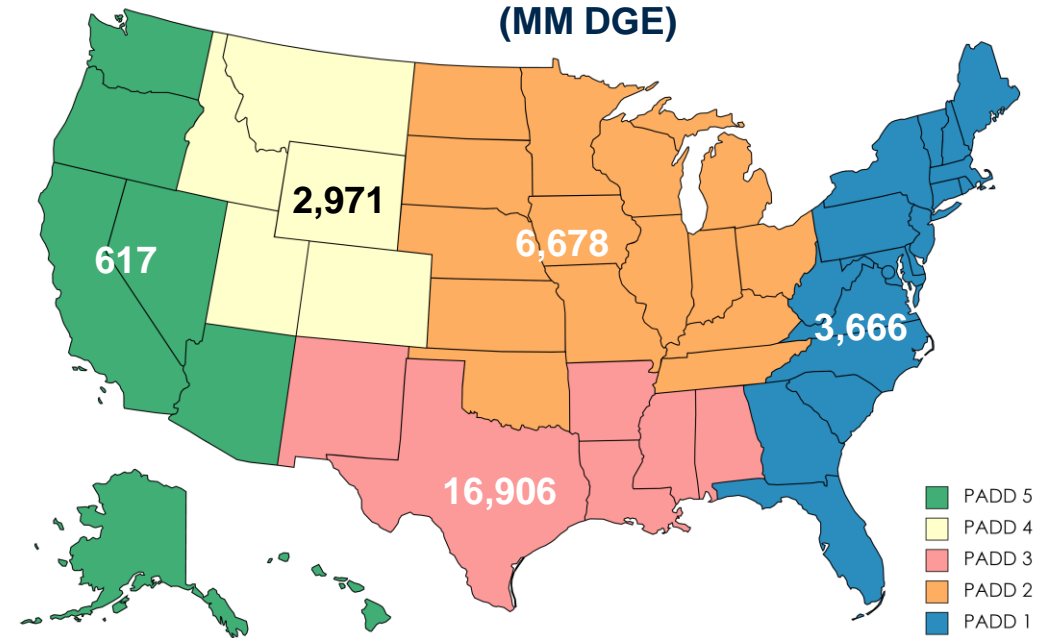 (MM DGE)
2,971
6,678
617
3,666
16,906
PADD 5
PADD 4
PADD 3
PADD 2
PADD 1